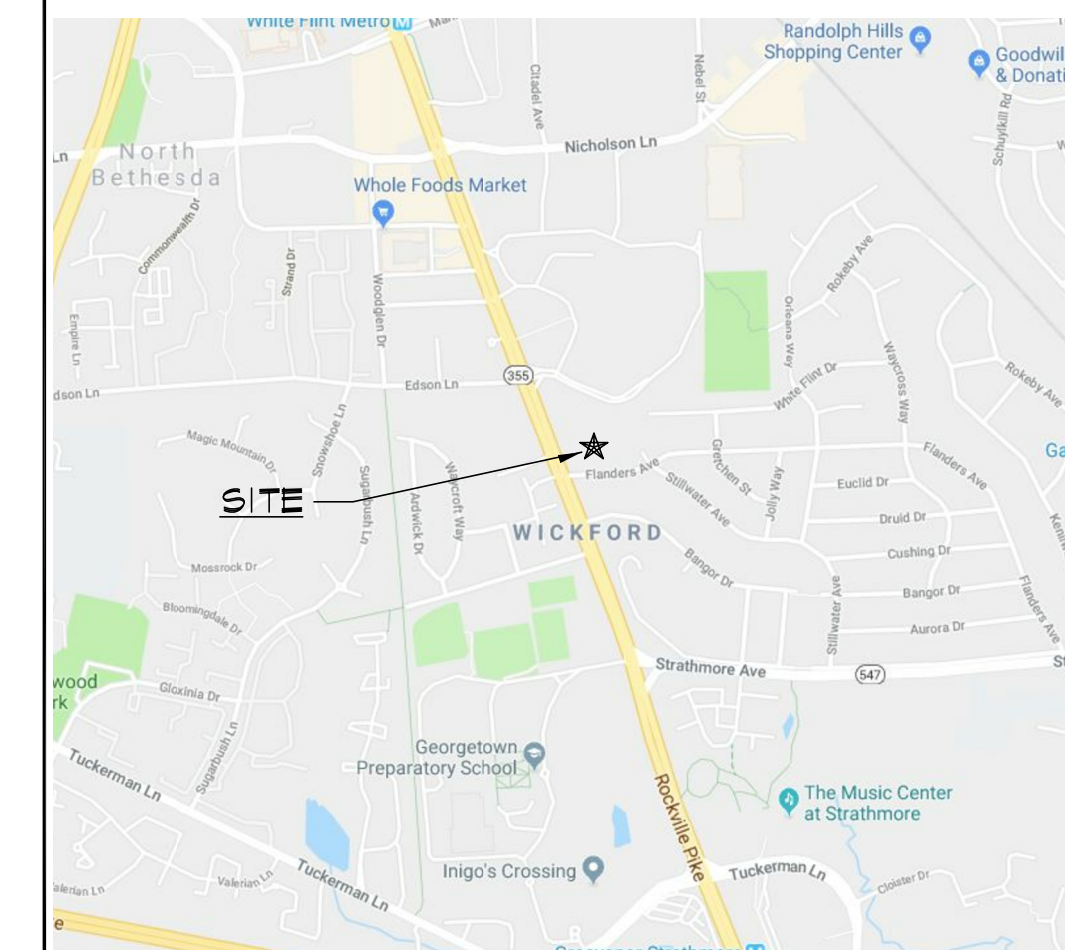 White Flint Metro
Randolph Hills
Shopping Center
Goodwil
& Donati
Citadel Ave
Nebel St
Schuylkill Rd
Nicholson Ln
Ln
North
Bethesda
Whole Foods Market
Commonwealth Dr
Strand Dr
Woodglen Dr
Empire Ln
Rokeby Ave
Orleans Way
Waycross Way
White Flint Dr
Rokeby Ave
355
Edson Ln
dson Ln
Magic Mountain Dr
Snowshoe Ln
Sugarbush Ln
Ardwick Dr
Waycroft Way
SITE
Flanders Ave
Stillwater Ave
Gretchen St
Jolly Way
Flanders Ave
Ga
Euclid Dr
Druid Dr
Cushing Dr
Bangor Dr
Aurora Dr
WICKFORD
Bangor Dr
Stillwater Ave
Flanders Ave
Mossrock Dr
Bloomingdale Dr
Strathmore Ave
547
St
wood
rk
Gloxinia Dr
Sugarbush Ln
Tuckerman Ln
Georgetown
Preparatory School
Rockville Pike
The Music Center
at Strathmore
Inigo's Crossing
Tuckerman Ln
Cloister Dr
Valerian Ln
alerian Ln
Tuckerman Ln
e